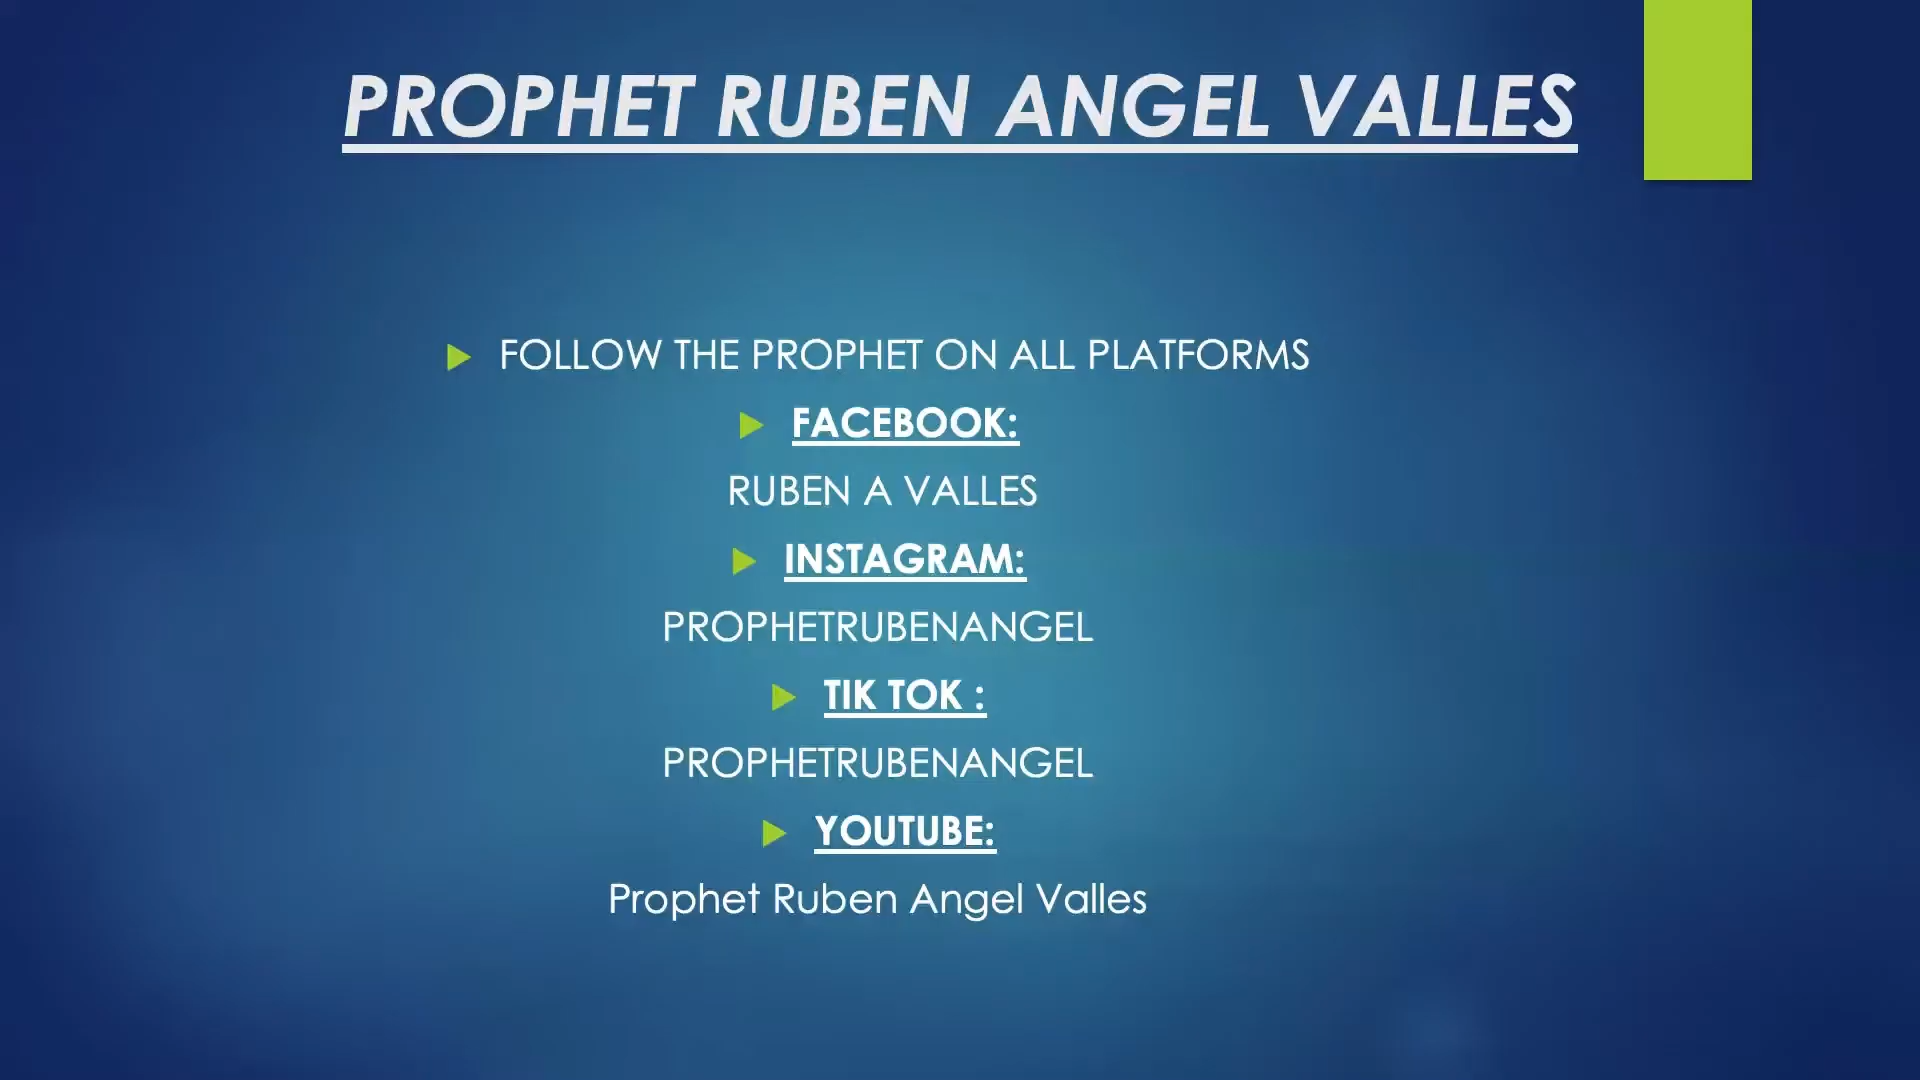 PROPHET RUBEN ANGEL VALLES
FOLLOW THE PROPHET ON ALL PLATFORMS
FACEBOOK:
RUBEN A VALLES
INSTAGRAM:
PROPHETRUBENANGEL
TIK TOK :
PROPHETRUBENANGEL
YOUTUBE:
Prophet Ruben Angel Valles